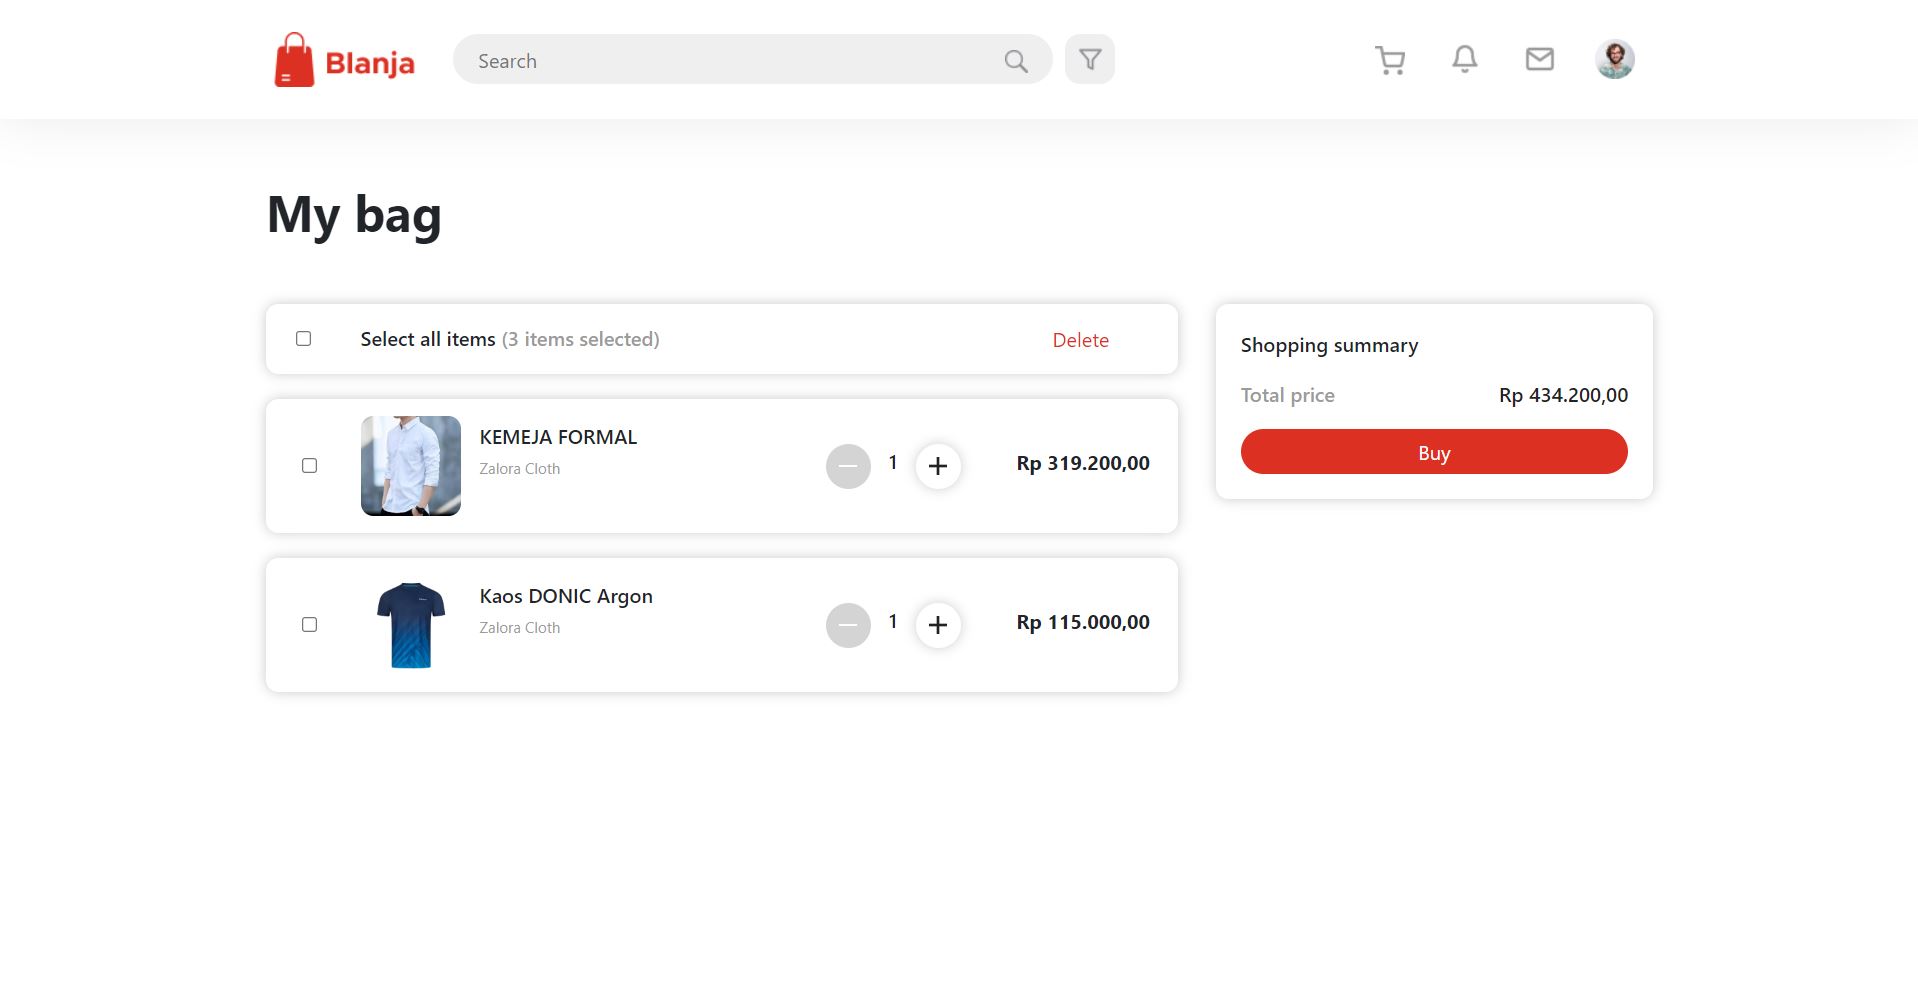 Blanja
Search
My bag
Select all items (3 items selected)
Delete
KEMEJA FORMAL
Zalora Cloth
1
Rp 319.200,00
Kaos DONIC Argon
Zalora Cloth
1
Rp 115.000,00
Shopping summary
Total price
Rp 434.200,00
Buy